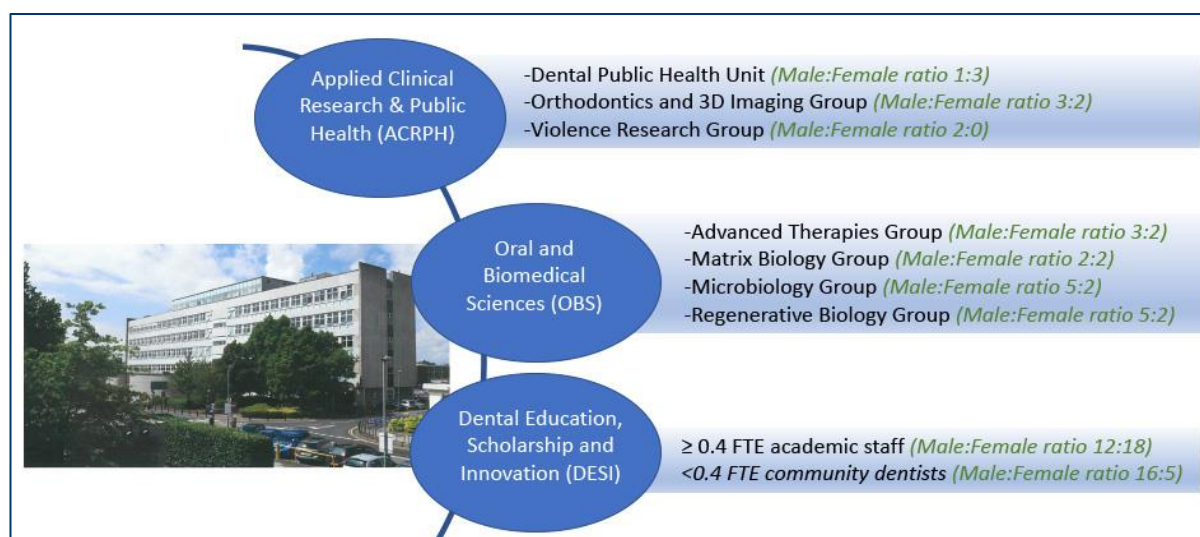 Applied Clinical
Research & Public
Health (ACRPH)
-Dental Public Health Unit (Male:Female ratio 1:3)
-Orthodontics and 3D Imaging Group (Male:Female ratio 3:2)
-Violence Research Group (Male:Female ratio 2:0)
Oral and
Biomedical
Sciences (OBS)
-Advanced Therapies Group (Male:Female ratio 3:2)
-Matrix Biology Group (Male:Female ratio 2:2)
-Microbiology Group (Male:Female ratio 5:2)
-Regenerative Biology Group (Male:Female ratio 5:2)
Dental Education,
Scholarship and
Innovation (DESI)
≥ 0.4 FTE academic staff (Male:Female ratio 12:18)
<0.4 FTE community dentists (Male:Female ratio 16:5)